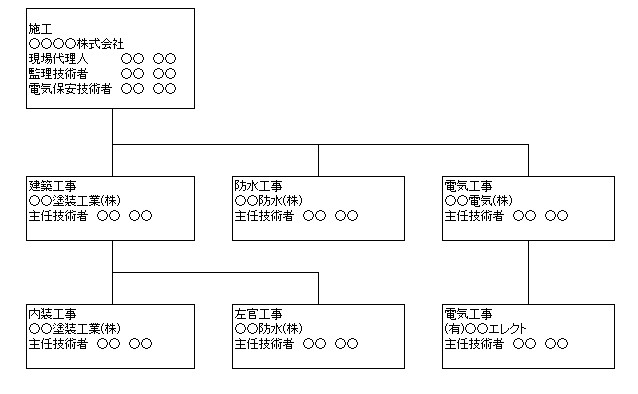 施工
○○○○株式会社
現場代理人 ○○ ○○
監理技術者 ○○ ○○
電気保安技術者 ○○ ○○
建築工事
○○塗装工業(株)
主任技術者 ○○ ○○
防水工事
○○防水(株)
主任技術者 ○○ ○○
電気工事
○○電気(株)
主任技術者 ○○ ○○
内装工事
○○塗装工業(株)
主任技術者 ○○ ○○
左官工事
○○防水(株)
主任技術者 ○○ ○○
電気工事
(有)○○エレクト
主任技術者 ○○ ○○